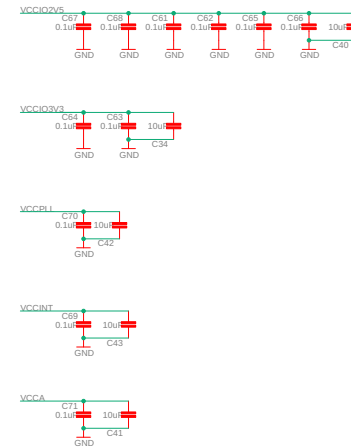 VCCIO2V5
C67 C68 C61 C62 C65 C66
0.1uF 0.1uF 0.1uF 0.1uF 0.1uF 0.1uF 10uF
C40
GND GND GND GND GND GND
VCCIO3V3
C64 C63
0.1uF 0.1uF 10uF
C34
GND GND
VCCPLL
C70
0.1uF 10uF
C42
GND
VCCINT
C69
0.1uF 10uF
C43
GND
VCCA
C71
0.1uF 10uF
C41
GND